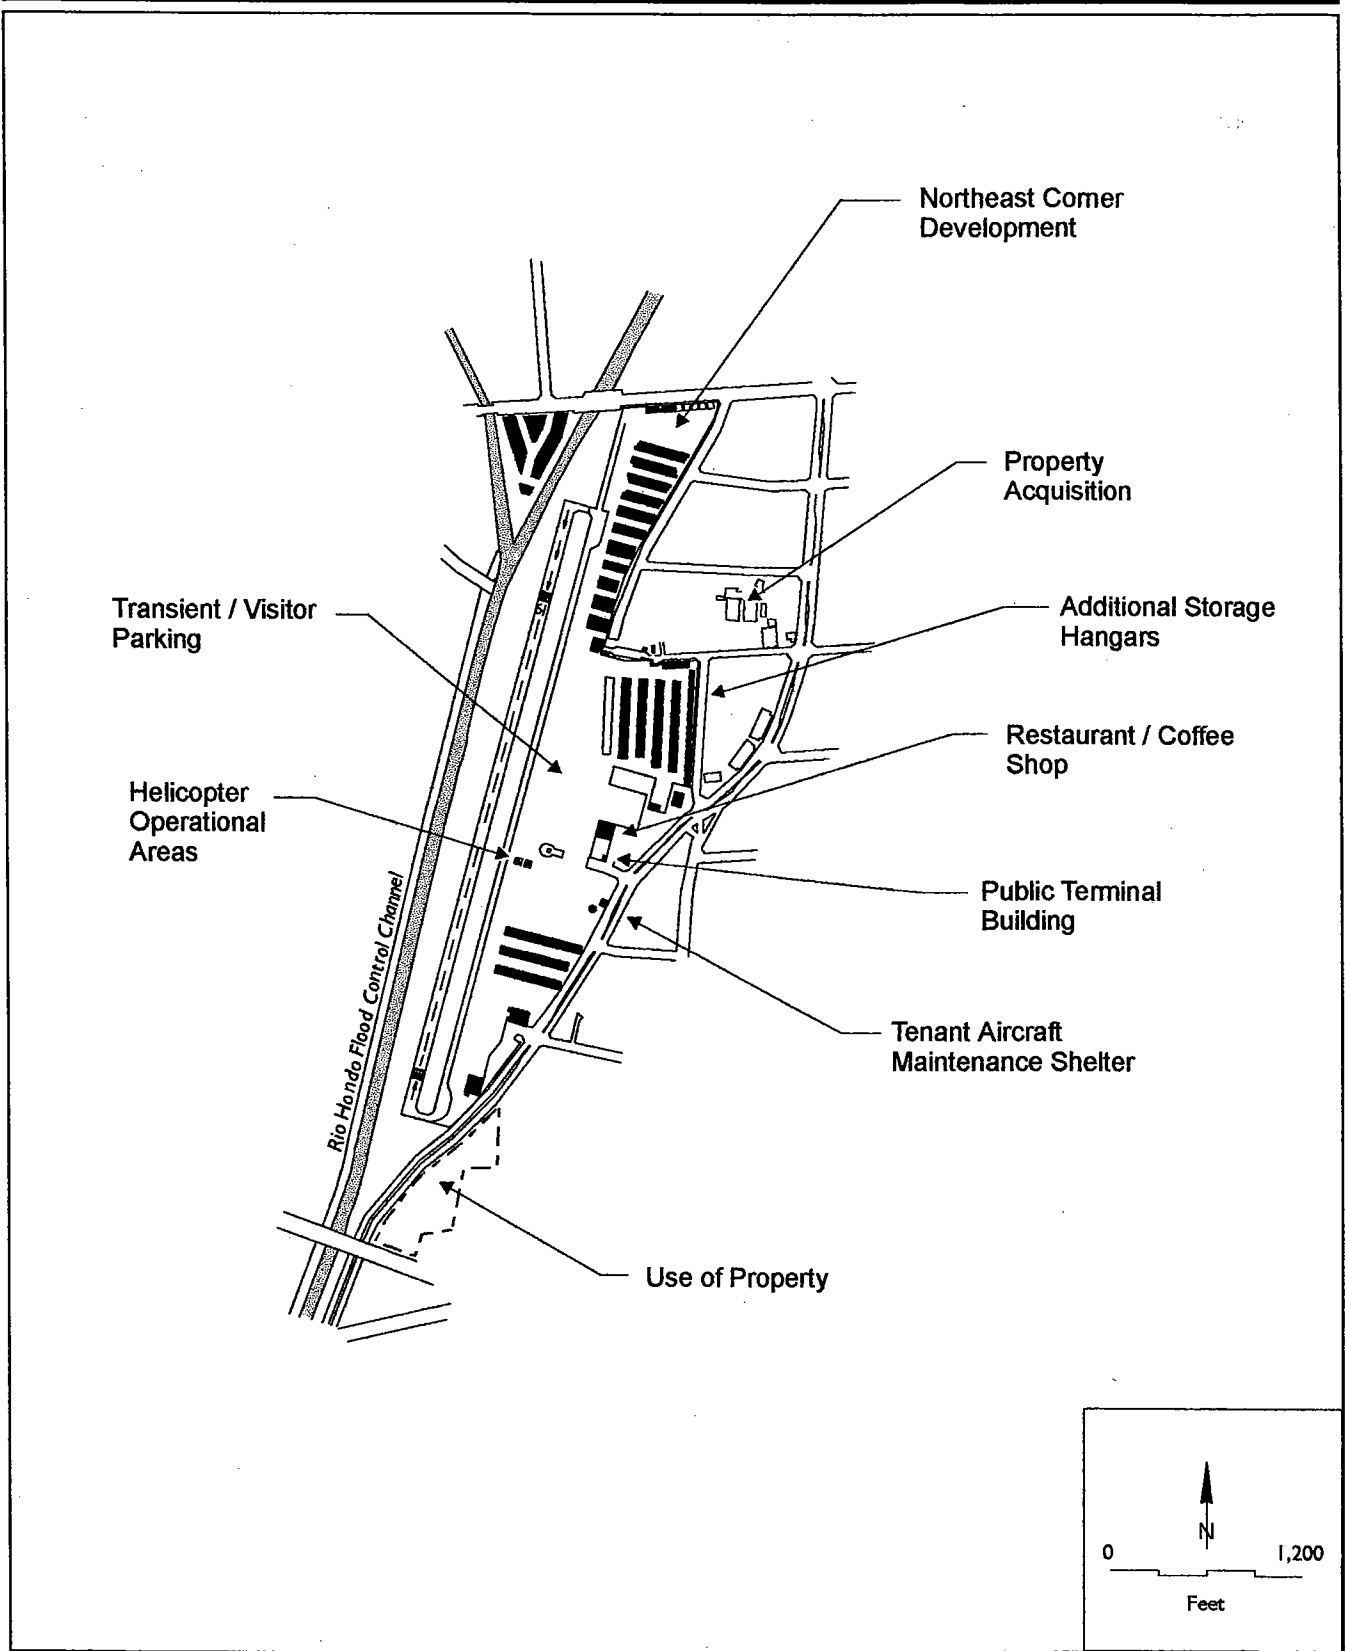 Northeast Corner
Development
Property
Acquisition
Transient / Visitor
Parking
Additional Storage
Hangars
Restaurant / Coffee
Shop
Helicopter
Operational
Areas
Public Terminal
Building
Rio Hondo Flood Control Channel
Tenant Aircraft
Maintenance Shelter
Use of Property
N
0 1,200
Feet